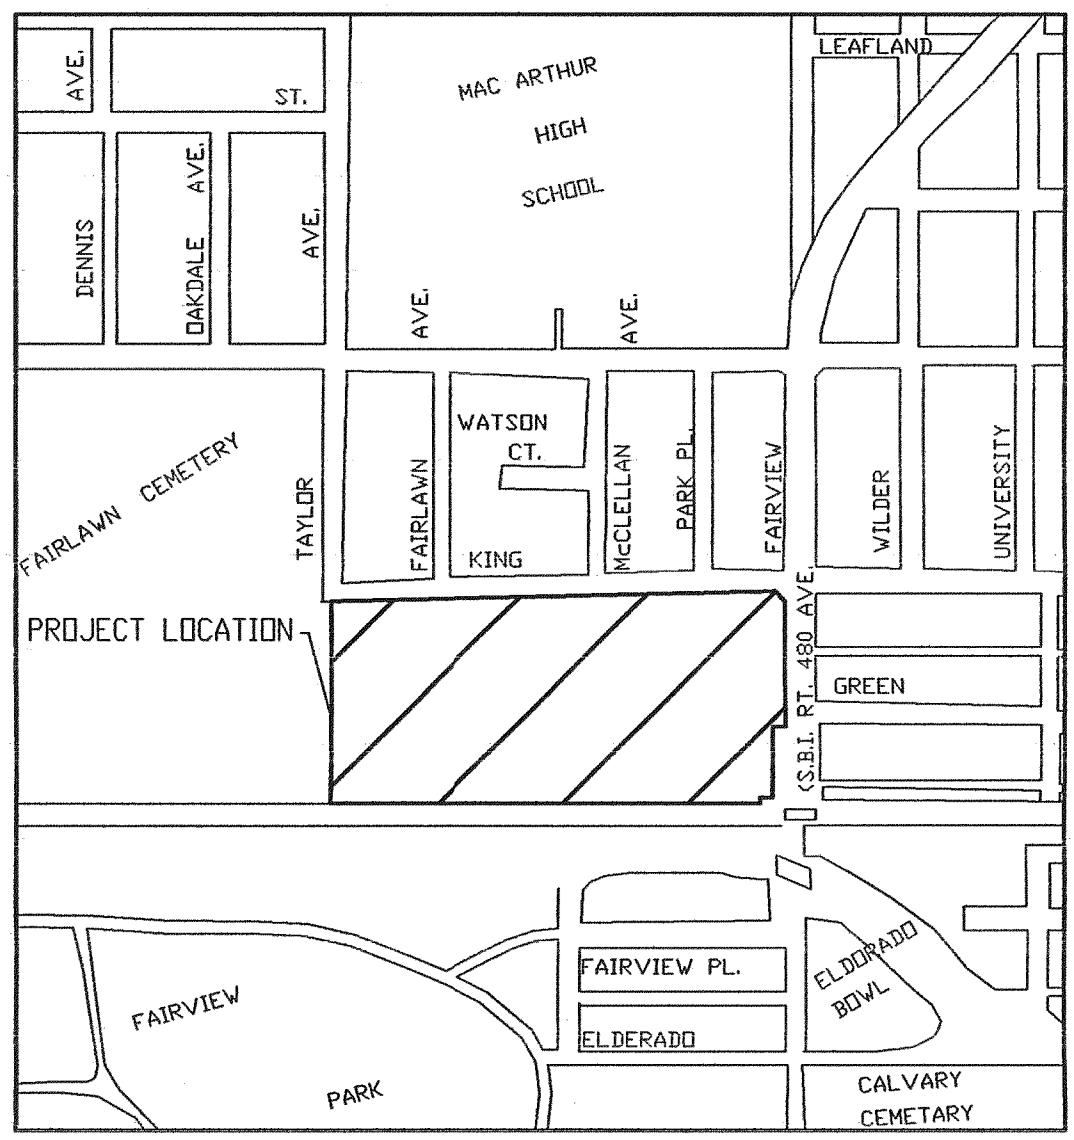 LEAFLAND
AVE.
ST.
MAC ARTHUR
HIGH
SCHOOL
DENNIS
OAKDALE AVE.
AVE.
AVE.
AVE.
FAIRLAWN CEMETERY
TAYLOR
FAIRLAWN
WATSON
CT.
KING
McCLELLAN
PARK PL.
FAIRVIEW
WILDER
UNIVERSITY
PROJECT LOCATION
(S.B.I. RT. 480 AVE.
GREEN
FAIRVIEW PL.
ELDORADO
BOWL
FAIRVIEW
PARK
ELDERADO
CALVARY
CEMETARY